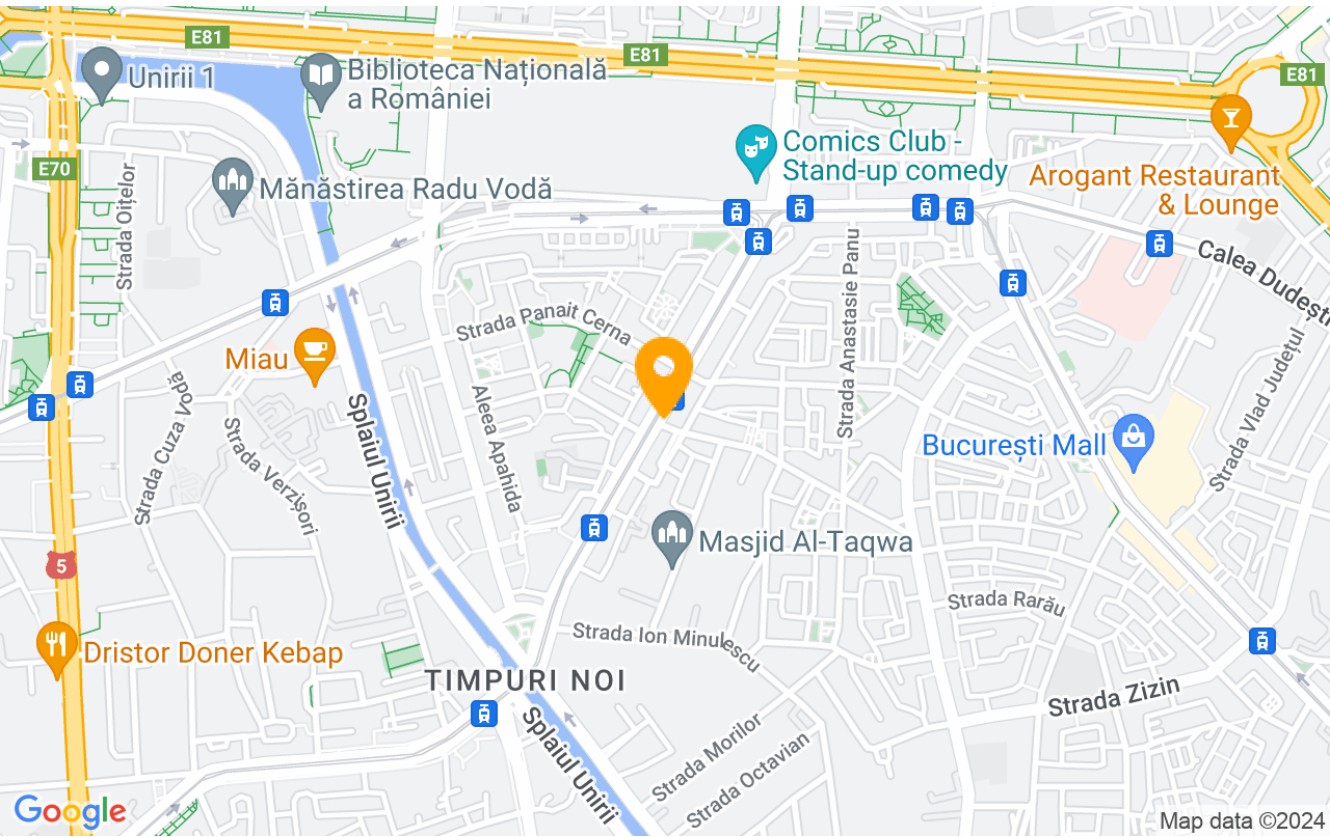 E81
E81
E81
Unirii 1
Biblioteca Națională
a României
Comics Club -
Stand-up comedy
E70
Strada Oițelor
Mănăstirea Radu Vodă
Arogant Restaurant
& Lounge
Calea Dudești
Strada Panait Cerna
Strada Anastasie Panu
Miau
Strada Vlad Județul
Strada Cuza Vodă
Splaiul Unirii
Aleea Apahida
București Mall
Strada Verzișori
Masjid Al-Taqwa
5
Strada Rarău
Strada Ion Minulescu
Dristor Doner Kebap
TIMPURI NOI
Strada Zizin
Splaiul Unirii
Strada Morilor
Strada Octavian
Google
Map data ©2024